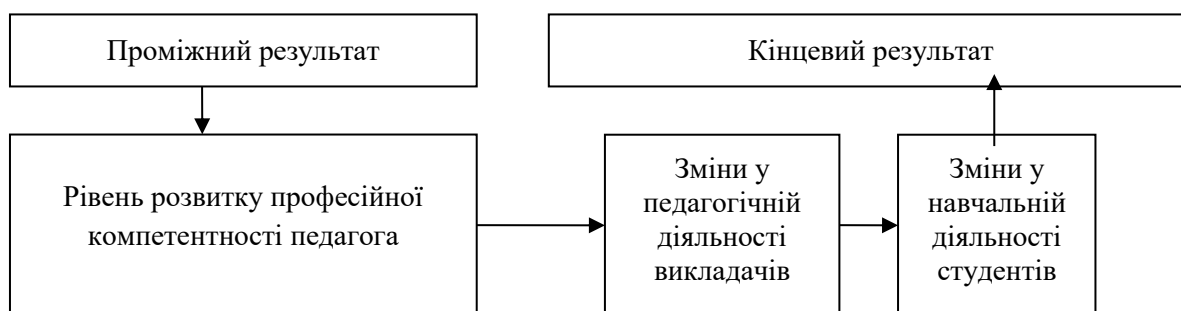 Проміжний результат
Кінцевий результат
Рівень розвитку професійної
компетентності педагога
Зміни у
педагогічній
діяльності
викладачів
Зміни у
навчальній
діяльності
студентів